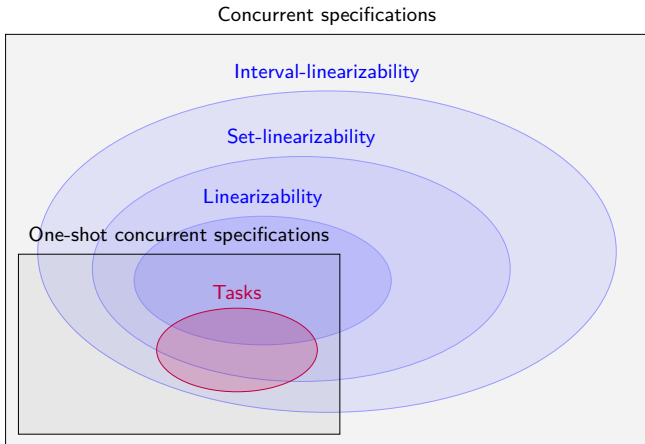 Concurrent specifications
Interval-linearizability
Set-linearizability
Linearizability
One-shot concurrent specifications
Tasks